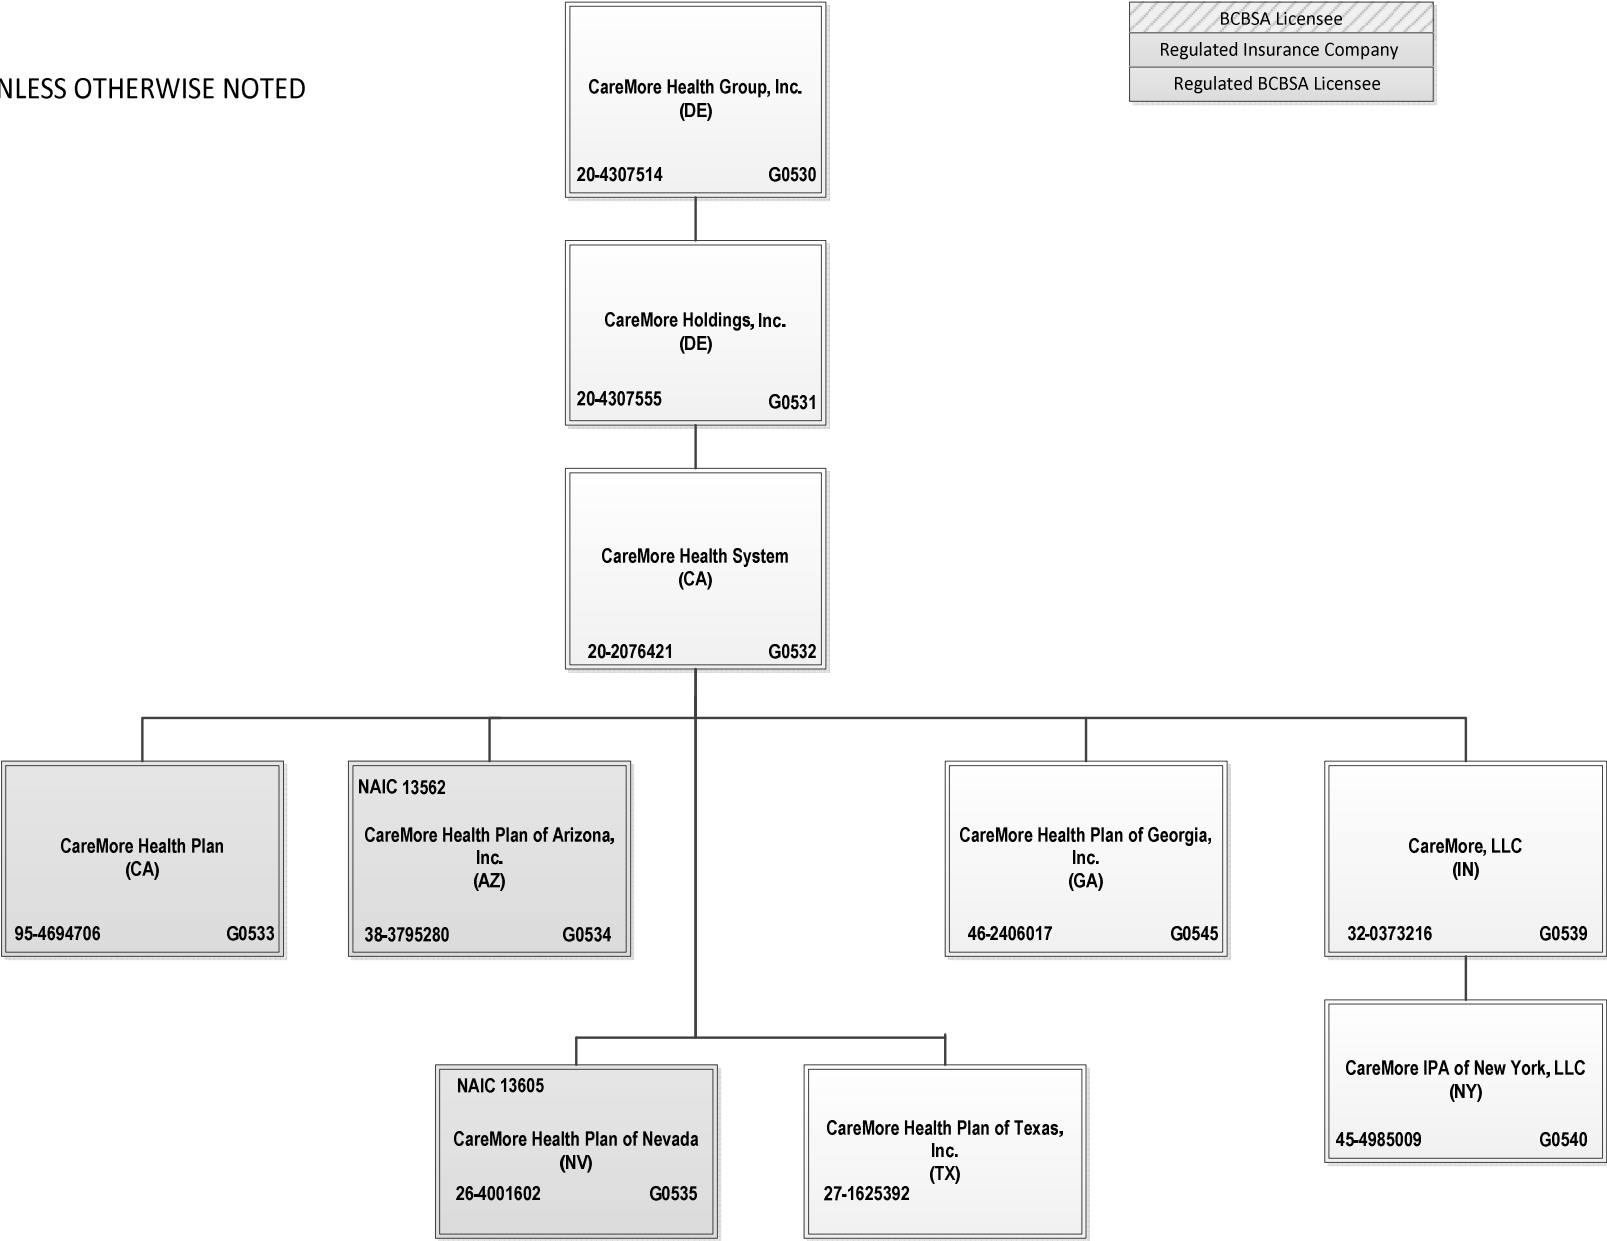 BCBSA Licensee
Regulated Insurance Company
Regulated BCBSA Licensee
NLESS OTHERWISE NOTED
CareMore Health Group, Inc.
(DE)
20-4307514 G0530
CareMore Holdings, Inc.
(DE)
20-4307555 G0531
CareMore Health System
(CA)
20-2076421 G0532
CareMore Health Plan
(CA)
95-4694706 G0533
NAIC 13562
CareMore Health Plan of Arizona,
Inc.
(AZ)
38-3795280 G0534
CareMore Health Plan of Georgia,
Inc.
(GA)
46-2406017 G0545
CareMore, LLC
(IN)
32-0373216 G0539
NAIC 13605
CareMore Health Plan of Nevada
(NV)
26-4001602 G0535
CareMore Health Plan of Texas,
Inc.
(TX)
27-1625392
CareMore IPA of New York, LLC
(NY)
45-4985009 G0540